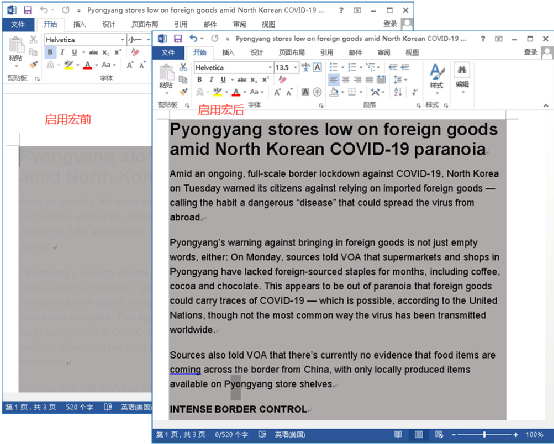 Pyongyang stores low on foreign goods amid North Korean COVID-19 ...
登录
文件
开始
插入
设计
页面布局
引用
邮件
审阅
视图
粘贴
剪贴板
Helvetica
小一
字体
启用宏前
Pyongyang stor
amid North Kor
第 1 页，共 3 页
520 个字
英语(美国)
Pyongyang stores low on foreign goods amid North Korean COVID-19 ...
文件
开始
插入
设计
页面布局
引用
邮件
审阅
视图
登录
粘贴
剪贴板
Helvetica
13.5
字体
段落
样式
样式
编辑
启用宏后
Pyongyang stores low on foreign goods
amid North Korean COVID-19 paranoia
Amid an ongoing, full-scale border lockdown against COVID-19, North Korea
on Tuesday warned its citizens against relying on imported foreign goods —
calling the habit a dangerous “disease” that could spread the virus from
abroad.
Pyongyang’s warning against bringing in foreign goods is not just empty
words, either: On Monday, sources told VOA that supermarkets and shops in
Pyongyang have lacked foreign-sourced staples for months, including coffee,
cocoa and chocolate. This appears to be out of paranoia that foreign goods
could carry traces of COVID-19 — which is possible, according to the United
Nations, though not the most common way the virus has been transmitted
worldwide.
Sources also told VOA that there’s currently no evidence that food items are
coming across the border from China, with only locally produced items
available on Pyongyang store shelves.
INTENSE BORDER CONTROL
第 1 页，共 3 页
0/520 个字
英语(美国)
100%